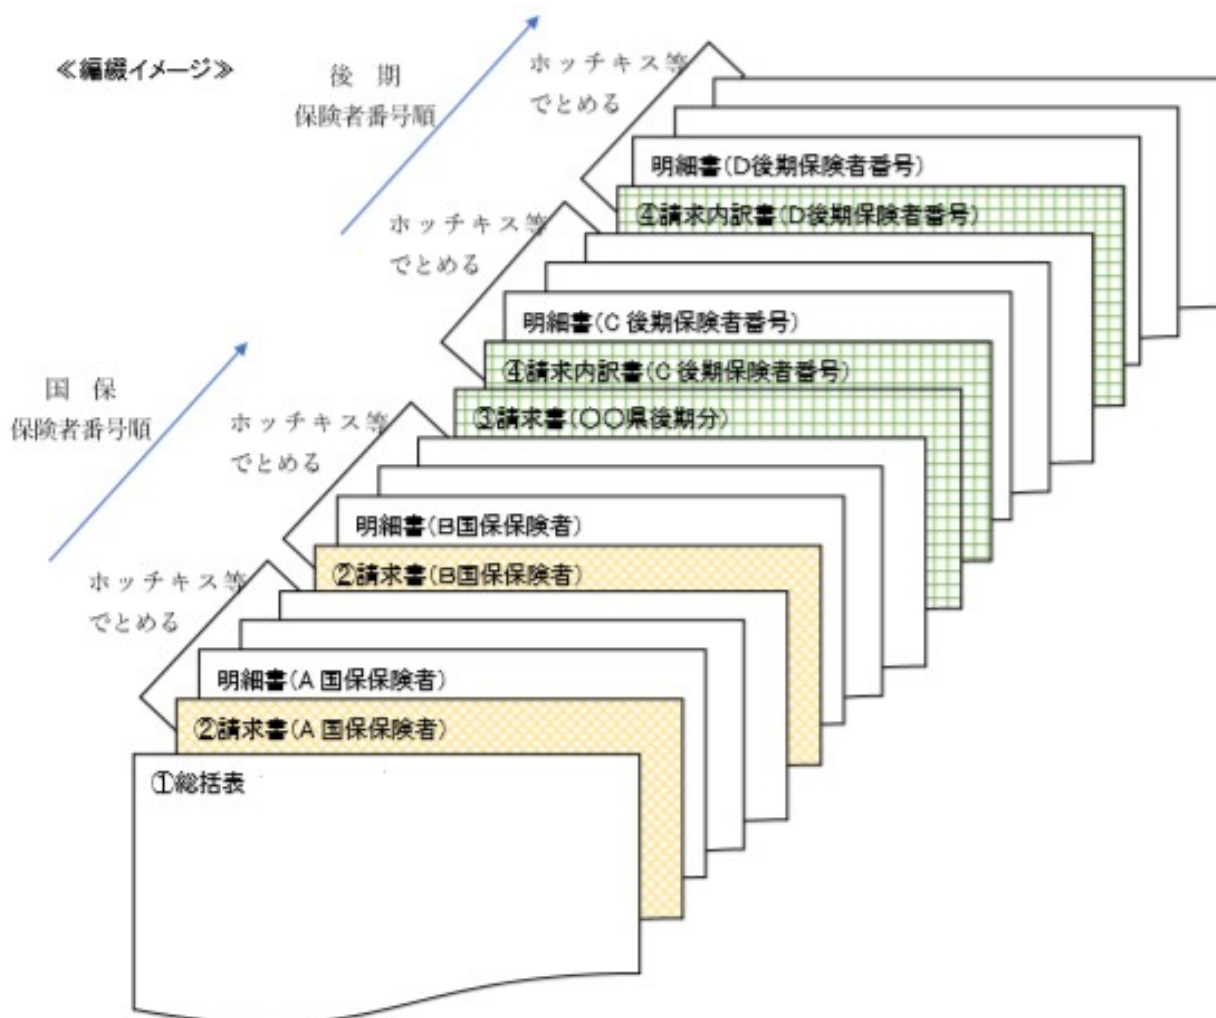 ≪編綴イメージ≫
後 期
保険者番号順
ホッチキス等
でとめる
明細書(D後期保険者番号)
④請求内訳書(D後期保険者番号)
ホッチキス等
でとめる
明細書(C 後期保険者番号)
④請求内訳書(C 後期保険者番号)
③請求書(〇〇県後期分)
国 保
保険者番号順
ホッチキス等
でとめる
明細書(B国保保険者)
②請求書(B国保保険者)
ホッチキス等
でとめる
明細書(A 国保保険者)
②請求書(A 国保保険者)
①総括表